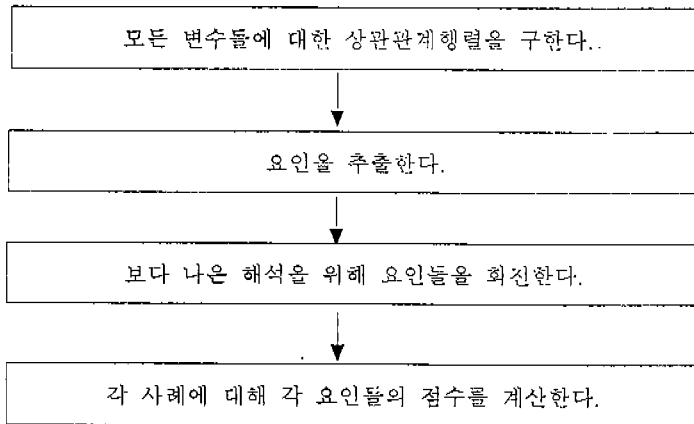 모든 변수들에 대한 상관관계행렬을 구한다.
요인을 추출한다.
보다 나은 해석을 위해 요인들을 회전한다.
각 사례에 대해 각 요인들의 점수를 계산한다.